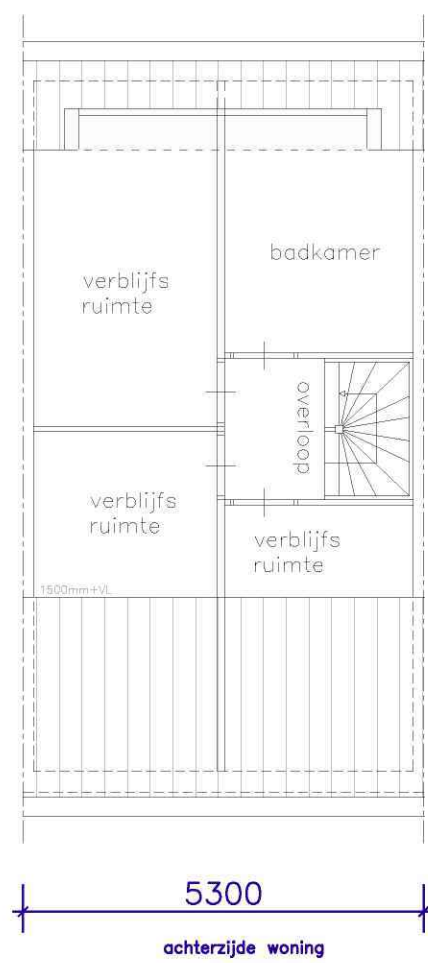 verblijfs
ruimte
badkamer
overloop
verblijfs
ruimte
verblijfs
ruimte
1500mm+VL
5300
achterzijde woning